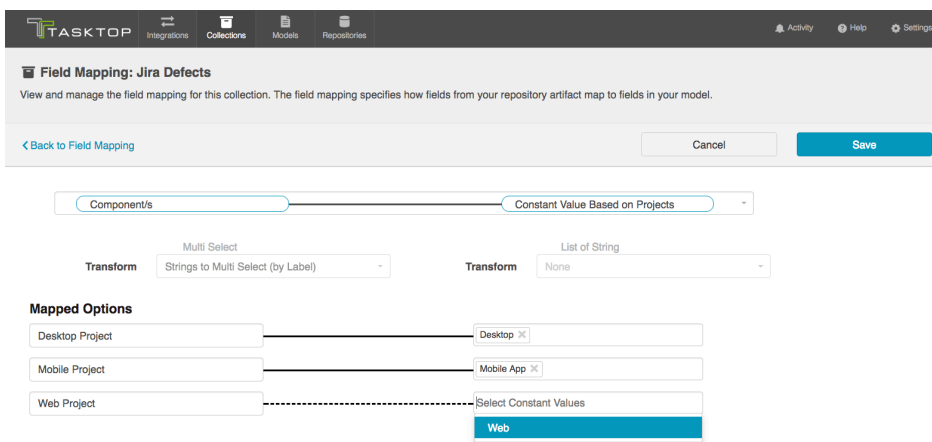 TASKTOP
Integrations Collections Models Repositories Activity Help Settings
Field Mapping: Jira Defects
View and manage the field mapping for this collection. The field mapping specifies how fields from your repository artifact map to fields in your model.
Back to Field Mapping Cancel Save
Component/s Constant Value Based on Projects
Multi Select List of String
Transform Strings to Multi Select (by Label) Transform None
Mapped Options
Desktop Project Desktop
Mobile Project Mobile App
Web Project Select Constant Values
Web